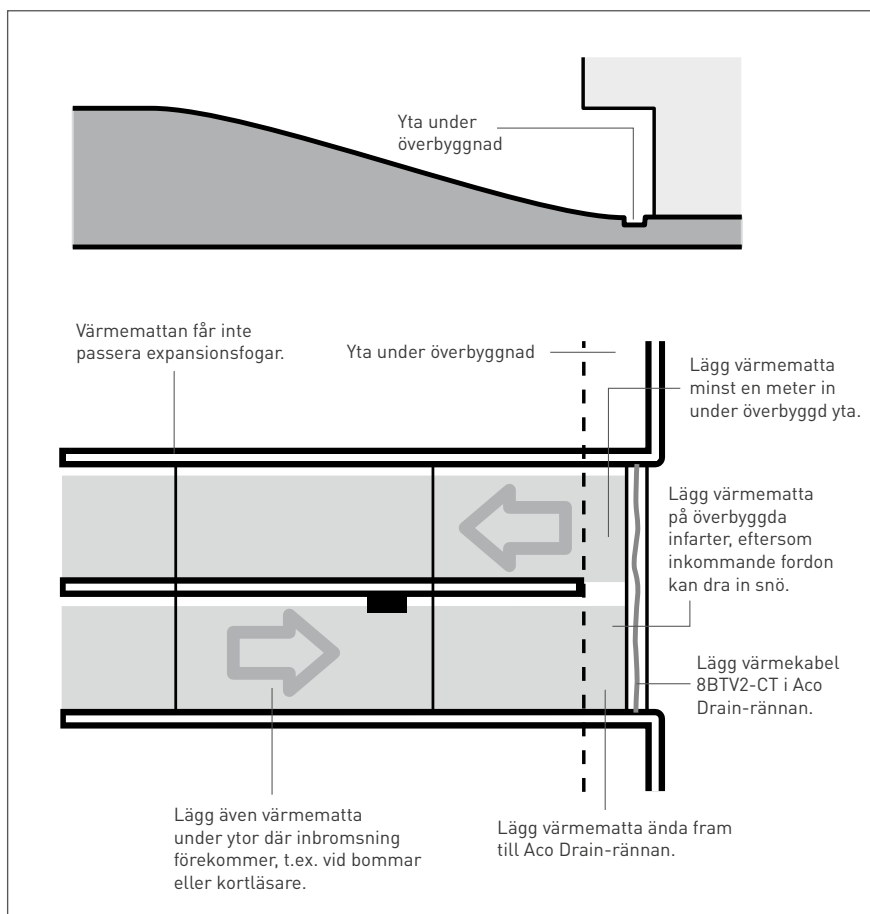 Yta under
överbyggnad
Värmemattan får inte
passera expansionsfogar.
Yta under överbyggnad
Lägg värmematta
minst en meter in
under överbyggd yta.
Lägg värmematta
på överbyggda
infarter, eftersom
inkommande fordon
kan dra in snö.
Lägg värmekabel
8BTV2-CT i Aco
Drain-rännan.
Lägg även värmematta
under ytor där inbromsning
förekommer, t.ex. vid bommar
eller kortläsare.
Lägg värmematta ända fram
till Aco Drain-rännan.